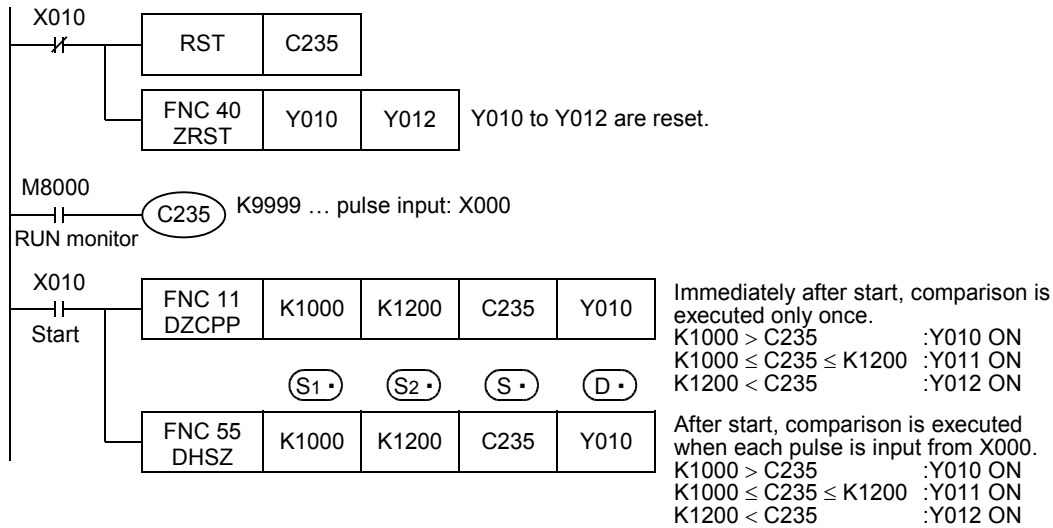 X010
RST C235
FNC 40 ZRST Y010 Y012 Y010 to Y012 are reset.
M8000
C235 K9999 … pulse input: X000
RUN monitor
X010
Start
FNC 11 DZCPP K1000 K1200 C235 Y010
Immediately after start, comparison is
executed only once.
K1000 > C235 :Y010 ON
K1000 ≤ C235 ≤ K1200 :Y011 ON
K1200 < C235 :Y012 ON
S1 · S2 · S · D ·
FNC 55 DHSZ K1000 K1200 C235 Y010
After start, comparison is executed
when each pulse is input from X000.
K1000 > C235 :Y010 ON
K1000 ≤ C235 ≤ K1200 :Y011 ON
K1200 < C235 :Y012 ON